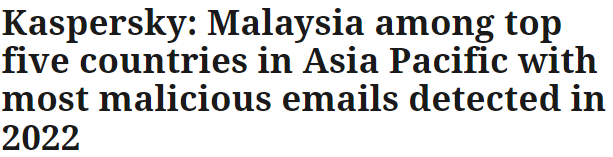 Kaspersky: Malaysia among top
five countries in Asia Pacific with
most malicious emails detected in
2022